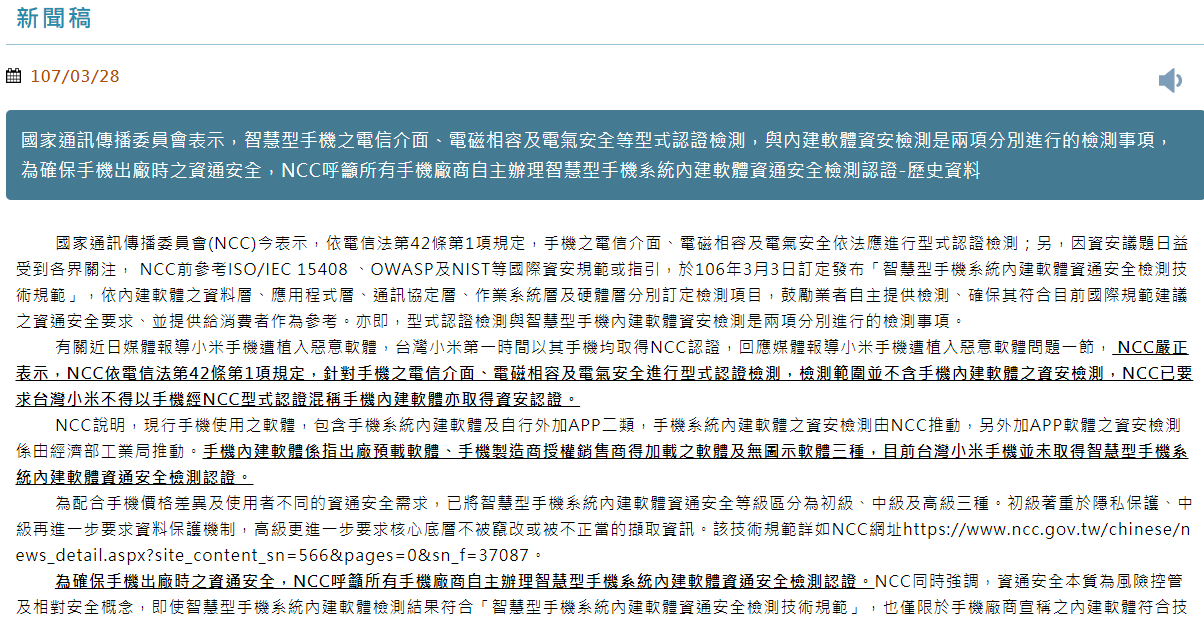 新聞稿
107/03/28
國家通訊傳播委員會表示，智慧型手機之電信介面、電磁相容及電氣安全等型式認證檢測，與內建軟體資安檢測是兩項分別進行的檢測事項，
為確保手機出廠時之資通安全，NCC呼籲所有手機廠商自主辦理智慧型手機系統內建軟體資通安全檢測認證-歷史資料
國家通訊傳播委員會(NCC)今表示，依電信法第42條第1項規定，手機之電信介面、電磁相容及電氣安全依法應進行型式認證檢測；另，因資安議題日益
受到各界關注， NCC前參考ISO/IEC 15408 、OWASP及NIST等國際資安規範或指引，於106年3月3日訂定發布「智慧型手機系統內建軟體資通安全檢測技
術規範」，依內建軟體之資料層、應用程式層、通訊協定層、作業系統層及硬體層分別訂定檢測項目，鼓勵業者自主提供檢測、確保其符合目前國際規範建議
之資通安全要求、並提供給消費者作為參考。亦即，型式認證檢測與智慧型手機內建軟體資安檢測是兩項分別進行的檢測事項。
有關近日媒體報導小米手機遭植入惡意軟體，台灣小米第一時間以其手機均取得NCC認證，回應媒體報導小米手機遭植入惡意軟體問題一節，NCC嚴正
表示，NCC依電信法第42條第1項規定，針對手機之電信介面、電磁相容及電氣安全進行型式認證檢測，檢測範圍並不含手機內建軟體之資安檢測，NCC已要
求台灣小米不得以手機經NCC型式認證混稱手機內建軟體亦取得資安認證。
NCC說明，現行手機使用之軟體，包含手機系統內建軟體及自行外加APP二類，手機系統內建軟體之資安檢測由NCC推動，另外加APP軟體之資安檢測
係由經濟部工業局推動。手機內建軟體係指出廠預載軟體、手機製造商授權銷售商得加載之軟體及無圖示軟體三種，目前台灣小米手機並未取得智慧型手機系
統內建軟體資通安全檢測認證。
為配合手機價格差異及使用者不同的資通安全需求，已將智慧型手機系統內建軟體資通安全等級區分為初級、中級及高級三種。初級著重於隱私保護、中
級再進一步要求資料保護機制，高級更進一步要求核心底層不被竄改或被不正當的擷取資訊。該技術規範詳如NCC網址https://www.ncc.gov.tw/chinese/n
ews_detail.aspx?site_content_sn=566&pages=0&sn_f=37087。
為確保手機出廠時之資通安全，NCC呼籲所有手機廠商自主辦理智慧型手機系統內建軟體資通安全檢測認證。NCC同時強調，資通安全本質為風險控管
及相對安全概念，即使智慧型手機系統內建軟體檢測結果符合「智慧型手機系統內建軟體資通安全檢測技術規範」，也僅限於手機廠商宣稱之內建軟體符合技